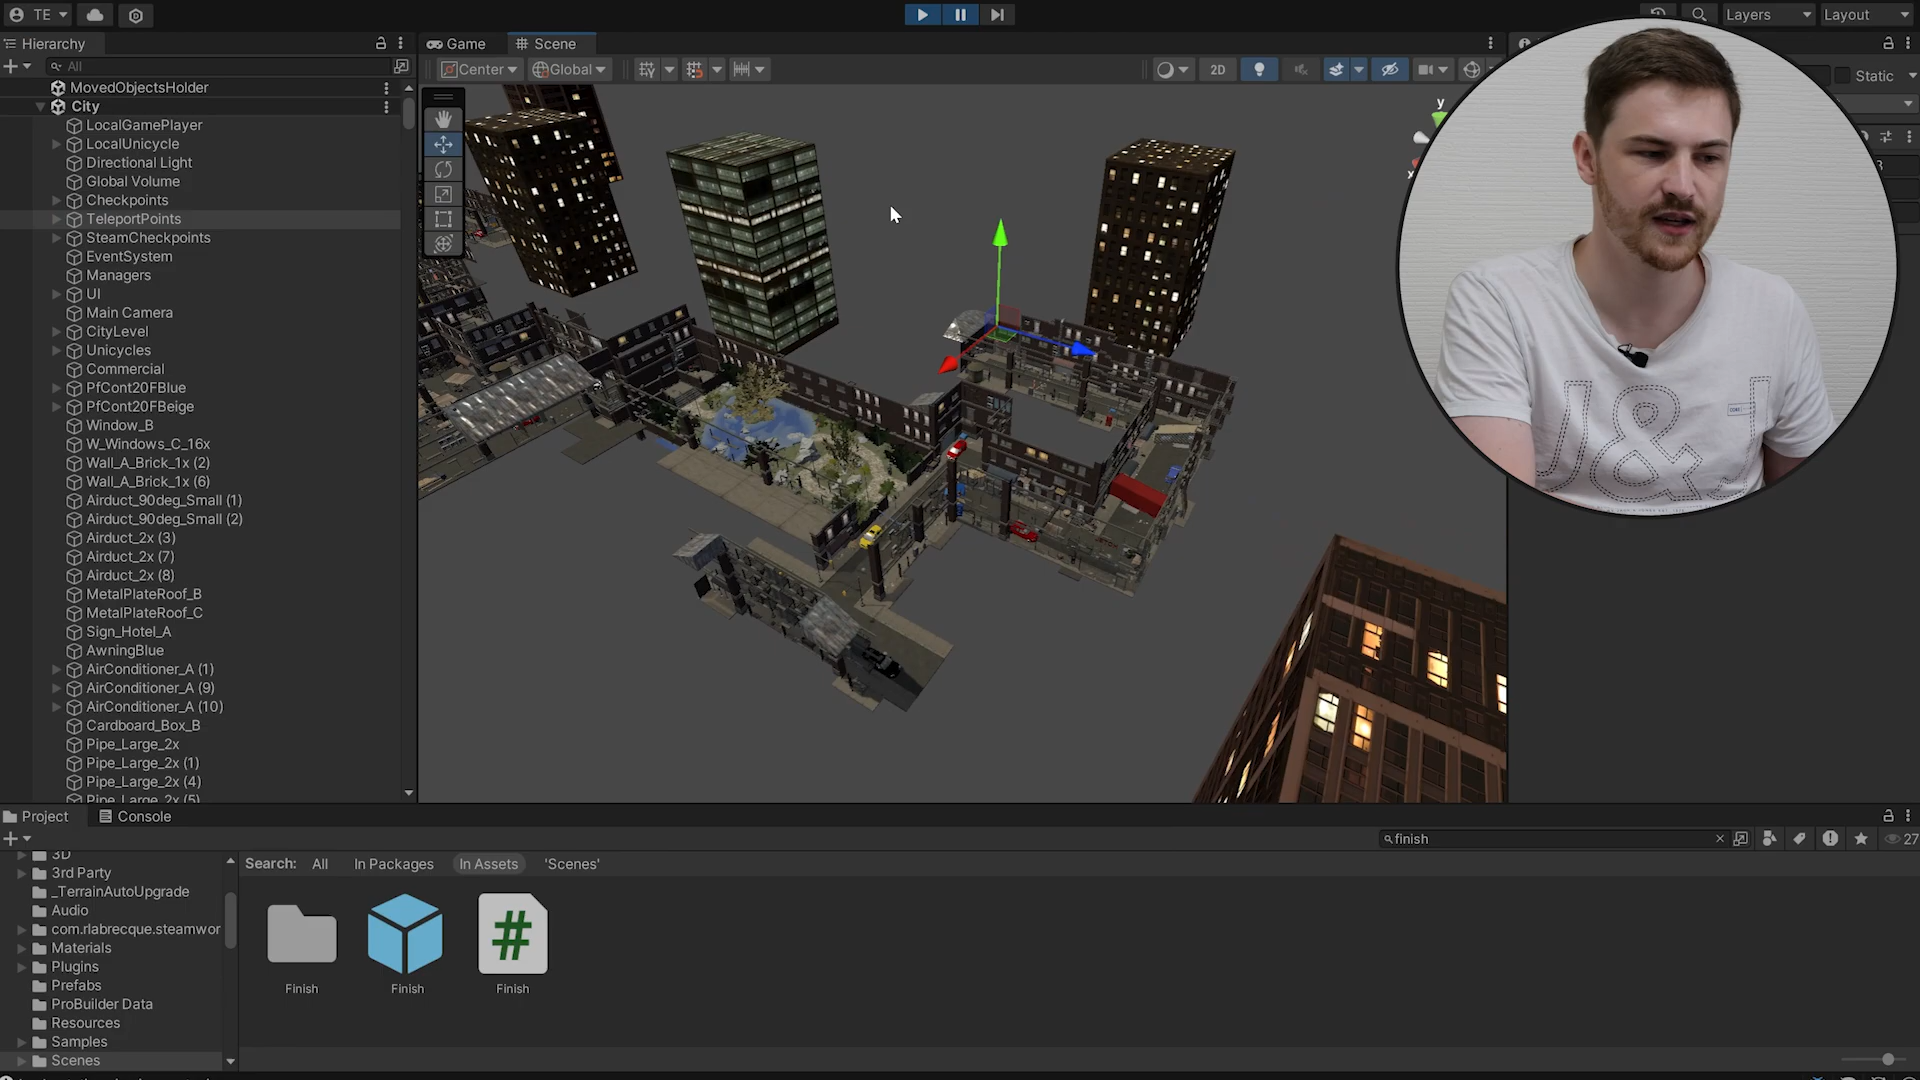 TE
Layers
Layout
Hierarchy
Game
Scene
All
Center
Global
2D
Static
MovedObjectsHolder
City
LocalGamePlayer
LocalUnicycle
Directional Light
Global Volume
Checkpoints
TeleportPoints
SteamCheckpoints
EventSystem
Managers
UI
Main Camera
CityLevel
Unicycles
Commercial
PfCont20FBlue
PfCont20FBeige
Window_B
W_Windows_C_16x
Wall_A_Brick_1x (2)
Wall_A_Brick_1x (6)
Airduct_90deg_Small (1)
Airduct_90deg_Small (2)
Airduct_2x (3)
Airduct_2x (7)
Airduct_2x (8)
MetalPlateRoof_B
MetalPlateRoof_C
Sign_Hotel_A
AwningBlue
AirConditioner_A (1)
AirConditioner_A (9)
AirConditioner_A (10)
Cardboard_Box_B
Pipe_Large_2x
Pipe_Large_2x (1)
Pipe_Large_2x (4)
Pipe_Large_2x (5)
y
x
J&J
Project
Console
finish
27
3D
3rd Party
_TerrainAutoUpgrade
Audio
com.rlabrecque.steamwor
Materials
Plugins
Prefabs
ProBuilder Data
Resources
Samples
Scenes
Search:
All
In Packages
In Assets
'Scenes'
#
Finish
Finish
Finish